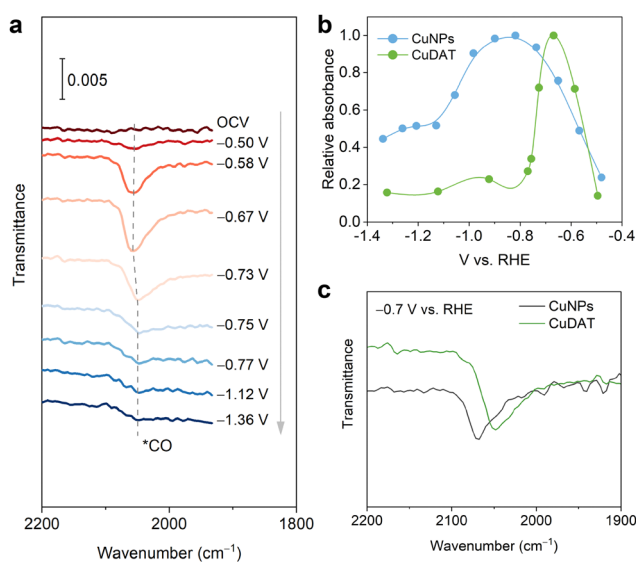 a
0.005
OCV
−0.50 V
−0.58 V
−0.67 V
−0.73 V
−0.75 V
−0.77 V
−1.12 V
−1.36 V
*CO
Transmittance
2200
2000
1800
Wavenumber (cm⁻¹)
b
CuNPs
CuDAT
Relative absorbance
1.0
0.8
0.6
0.4
0.2
0.0
-1.4
-1.2
-1.0
-0.8
-0.6
-0.4
V vs. RHE
c
−0.7 V vs. RHE
CuNPs
CuDAT
Transmittance
2200
2100
2000
1900
Wavenumber (cm⁻¹)